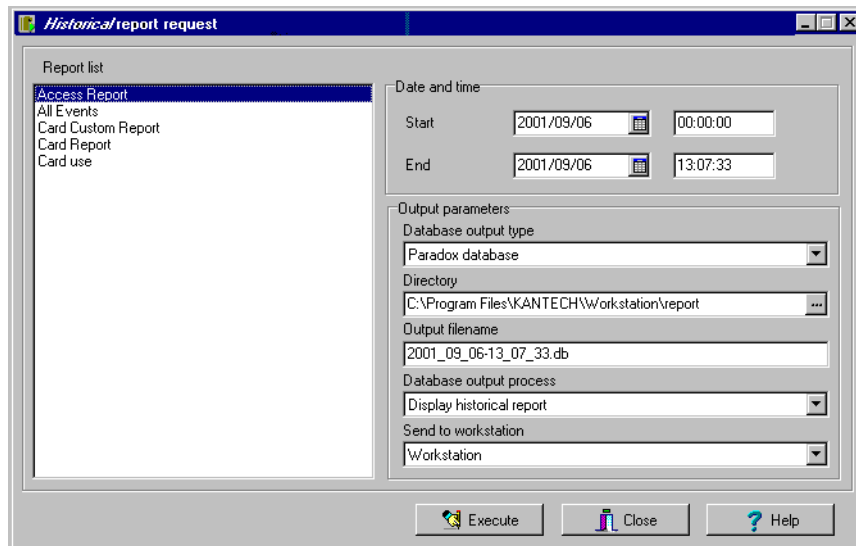 Historical report request
Report list
Access Report
All Events
Card Custom Report
Card Report
Card use
Date and time
Start 2001/09/06 00:00:00
End 2001/09/06 13:07:33
Output parameters
Database output type
Paradox database
Directory
C:\Program Files\KANTECH\Workstation\report ...
Output filename
2001_09_06-13_07_33.db
Database output process
Display historical report
Send to workstation
Workstation
Execute Close ? Help